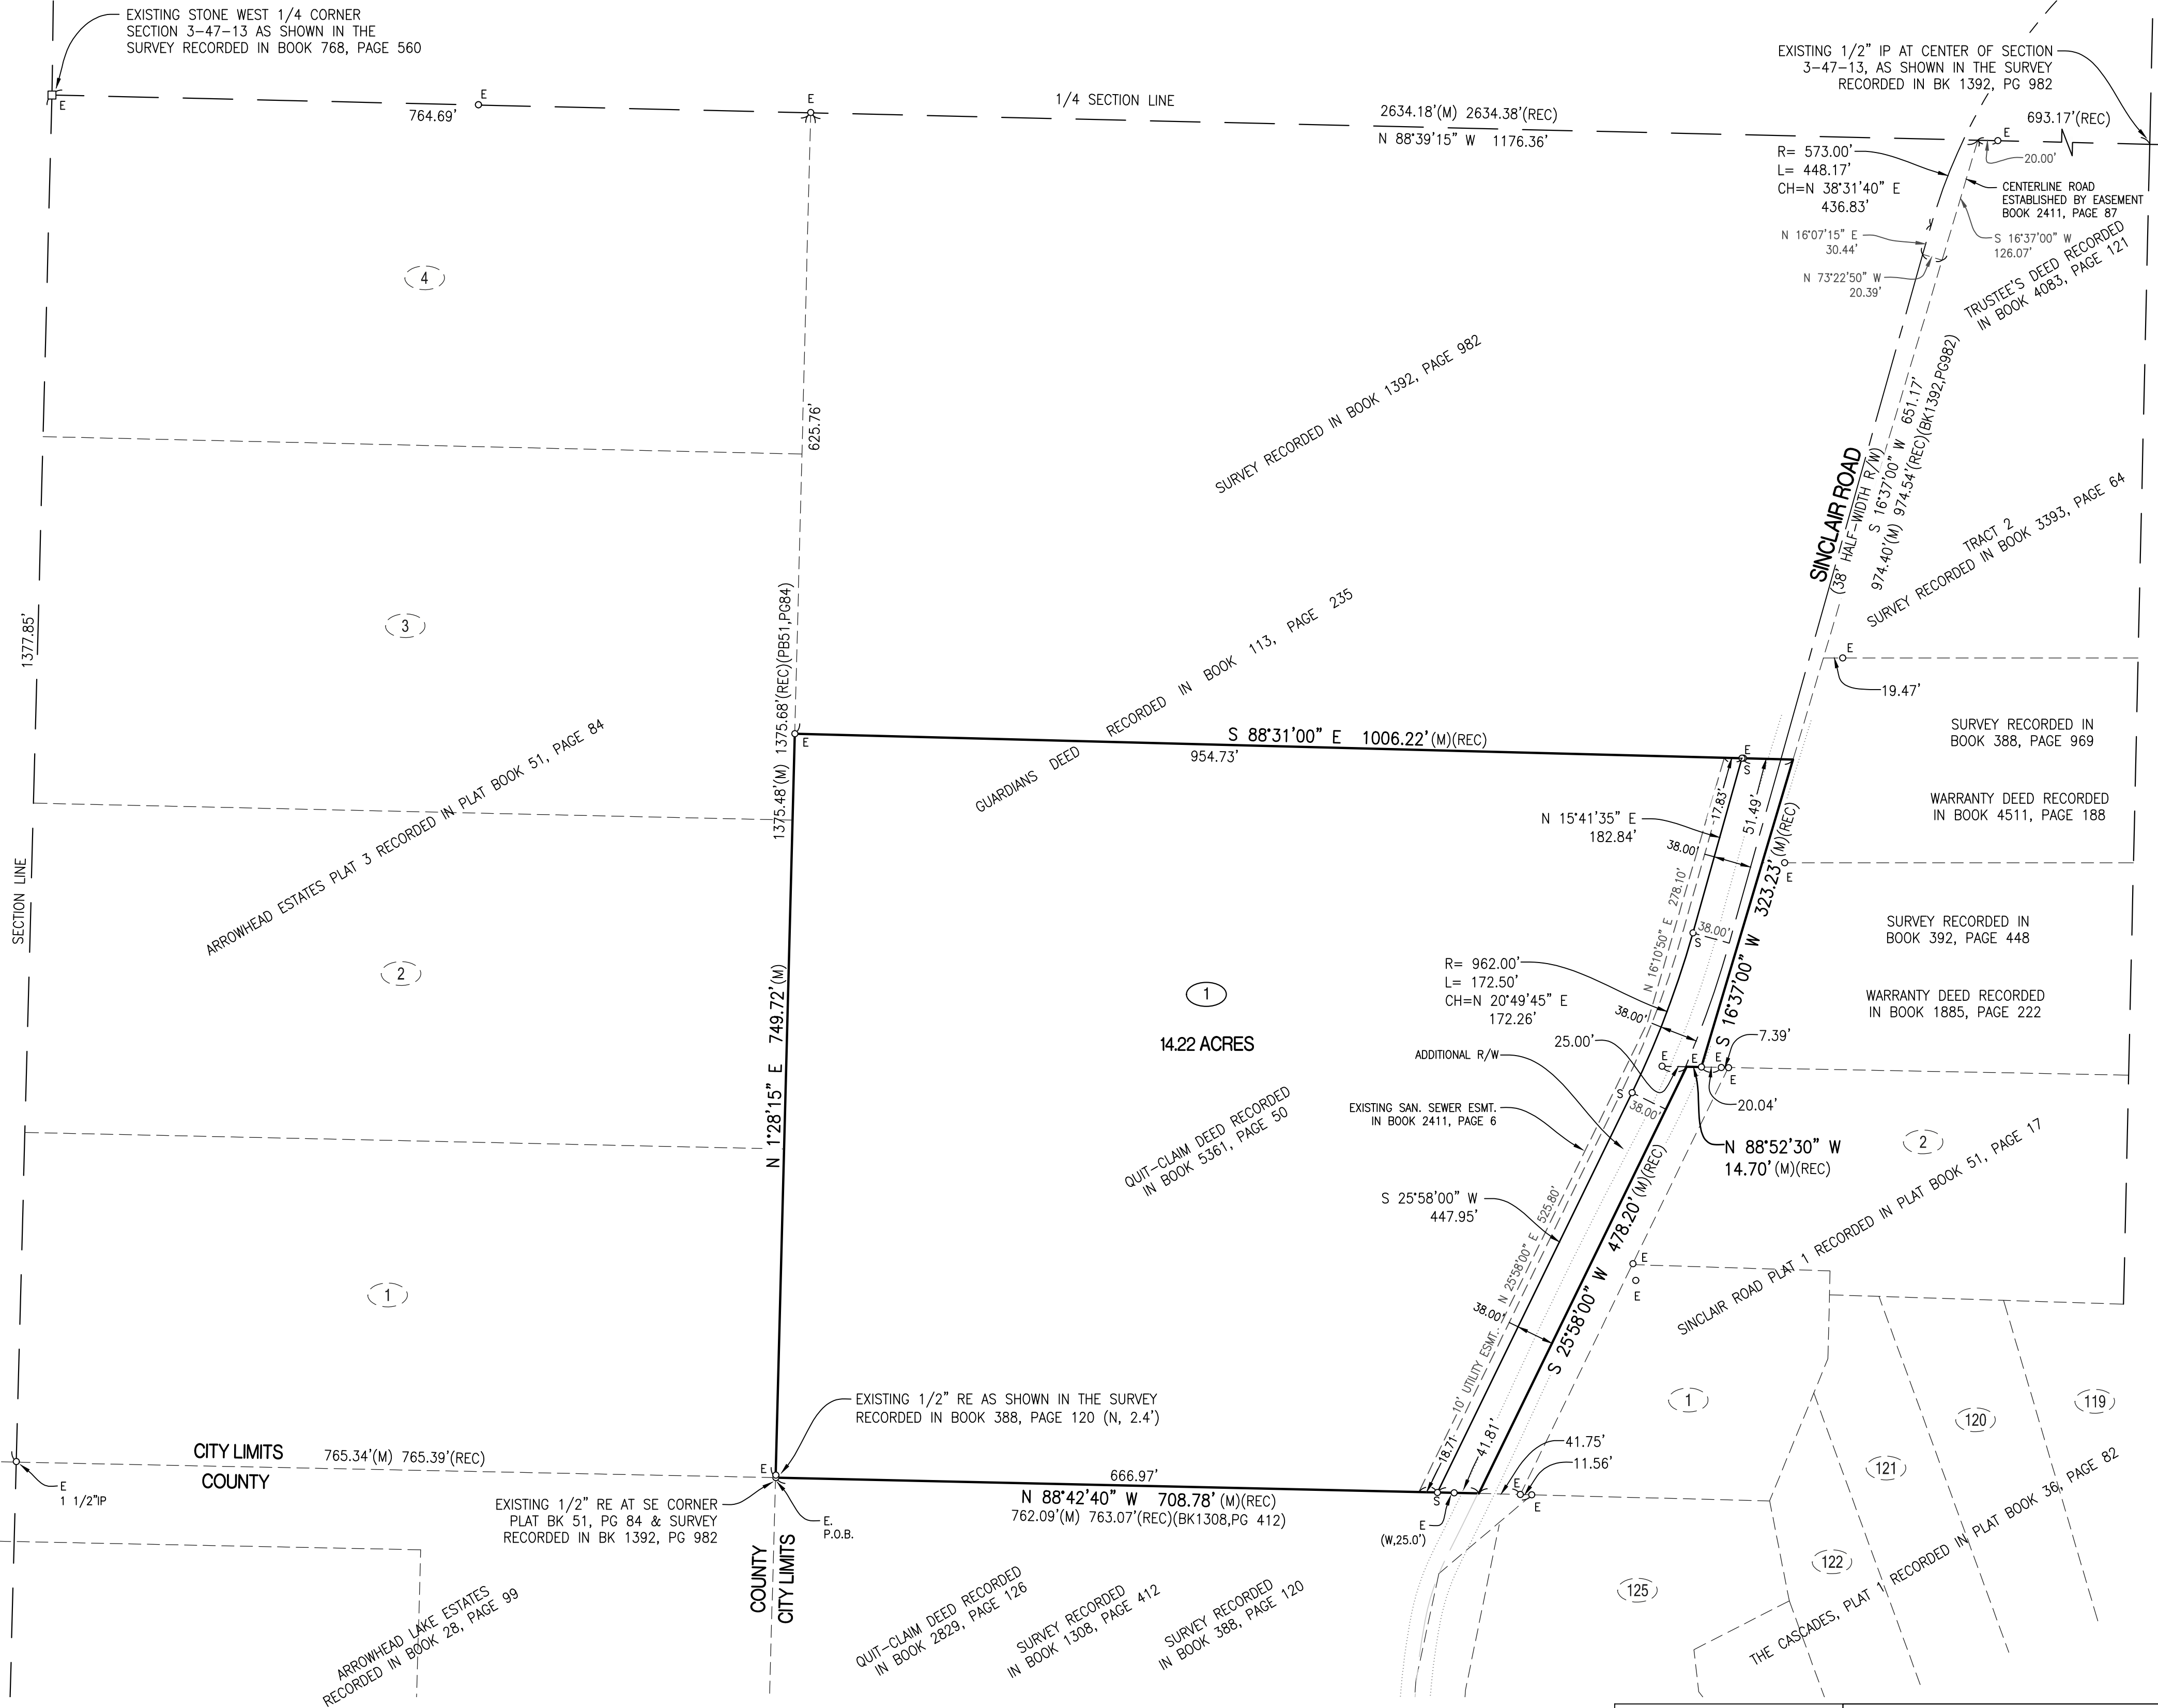 EXISTING STONE WEST 1/4 CORNER
SECTION 3-47-13 AS SHOWN IN THE
SURVEY RECORDED IN BOOK 768, PAGE 560
E
764.69'
E
E
1/4 SECTION LINE
2634.18'(M) 2634.38'(REC)
N 88°39'15" W 1176.36'
EXISTING 1/2" IP AT CENTER OF SECTION
3-47-13, AS SHOWN IN THE SURVEY
RECORDED IN BK 1392, PG 982
693.17'(REC)
E
20.00'
R= 573.00'
L= 448.17'
CH=N 38°31'40" E
436.83'
CENTERLINE ROAD
ESTABLISHED BY EASEMENT
BOOK 2411, PAGE 87
N 16°07'15" E
30.44'
S 16°37'00" W
126.07'
N 73°22'50" W
20.39'
TRUSTEE'S DEED RECORDED
IN BOOK 4083, PAGE 121
4
625.76'
SURVEY RECORDED IN BOOK 1392, PAGE 982
SINCLAIR ROAD
(38' HALF-WIDTH R/W)
S 16°37'00" W 651.17'
974.40'(M) 974.54'(REC)(BK1392,PG982)
TRACT 2
SURVEY RECORDED IN BOOK 3393, PAGE 64
1377.85'
3
1375.48'(M) 1375.68'(REC)(PB51,PG84)
GUARDIANS DEED RECORDED IN BOOK 113, PAGE 235
E
19.47'
SURVEY RECORDED IN
BOOK 388, PAGE 969
E
S 88°31'00" E 1006.22'(M)(REC)
954.73'
E
S
17.83'
51.49'
WARRANTY DEED RECORDED
IN BOOK 4511, PAGE 188
N 15°41'35" E
182.84'
38.00'
E
SECTION LINE
ARROWHEAD ESTATES PLAT 3 RECORDED IN PLAT BOOK 51, PAGE 84
2
N 1°28'15" E 749.72'(M)
1
14.22 ACRES
N 16°10'50" E 278.10'
38.00'
S
S 16°37'00" W 323.23'(M)(REC)
SURVEY RECORDED IN
BOOK 392, PAGE 448
R= 962.00'
L= 172.50'
CH=N 20°49'45" E
172.26'
38.00'
WARRANTY DEED RECORDED
IN BOOK 1885, PAGE 222
25.00'
7.39'
ADDITIONAL R/W
E
E
E
E
S
38.00'
20.04'
EXISTING SAN. SEWER ESMT.
IN BOOK 2411, PAGE 6
N 88°52'30" W
14.70'(M)(REC)
QUIT-CLAIM DEED RECORDED
IN BOOK 5361, PAGE 50
2
S 25°58'00" W
447.95'
SINCLAIR ROAD PLAT 1 RECORDED IN PLAT BOOK 51, PAGE 17
10' UTILITY ESMT. N 25°58'00" E 525.80'
S 25°58'00" W 478.20'(M)(REC)
38.00'
E
E
1
1
119
120
121
EXISTING 1/2" RE AS SHOWN IN THE SURVEY
RECORDED IN BOOK 388, PAGE 120 (N, 2.4')
18.71'
41.81'
41.75'
11.56'
CITY LIMITS
COUNTY
765.34'(M) 765.39'(REC)
E
666.97'
E
1 1/2"IP
S
E
E
N 88°42'40" W 708.78' (M)(REC)
762.09'(M) 763.07'(REC)(BK1308,PG 412)
EXISTING 1/2" RE AT SE CORNER
PLAT BK 51, PG 84 & SURVEY
RECORDED IN BK 1392, PG 982
E.
P.O.B.
E
(W,25.0')
COUNTY
CITY LIMITS
122
125
THE CASCADES, PLAT 1 RECORDED IN PLAT BOOK 36, PAGE 82
ARROWHEAD LAKE ESTATES
RECORDED IN BOOK 28, PAGE 99
QUIT-CLAIM DEED RECORDED
IN BOOK 2829, PAGE 126
SURVEY RECORDED
IN BOOK 1308, PAGE 412
SURVEY RECORDED
IN BOOK 388, PAGE 120